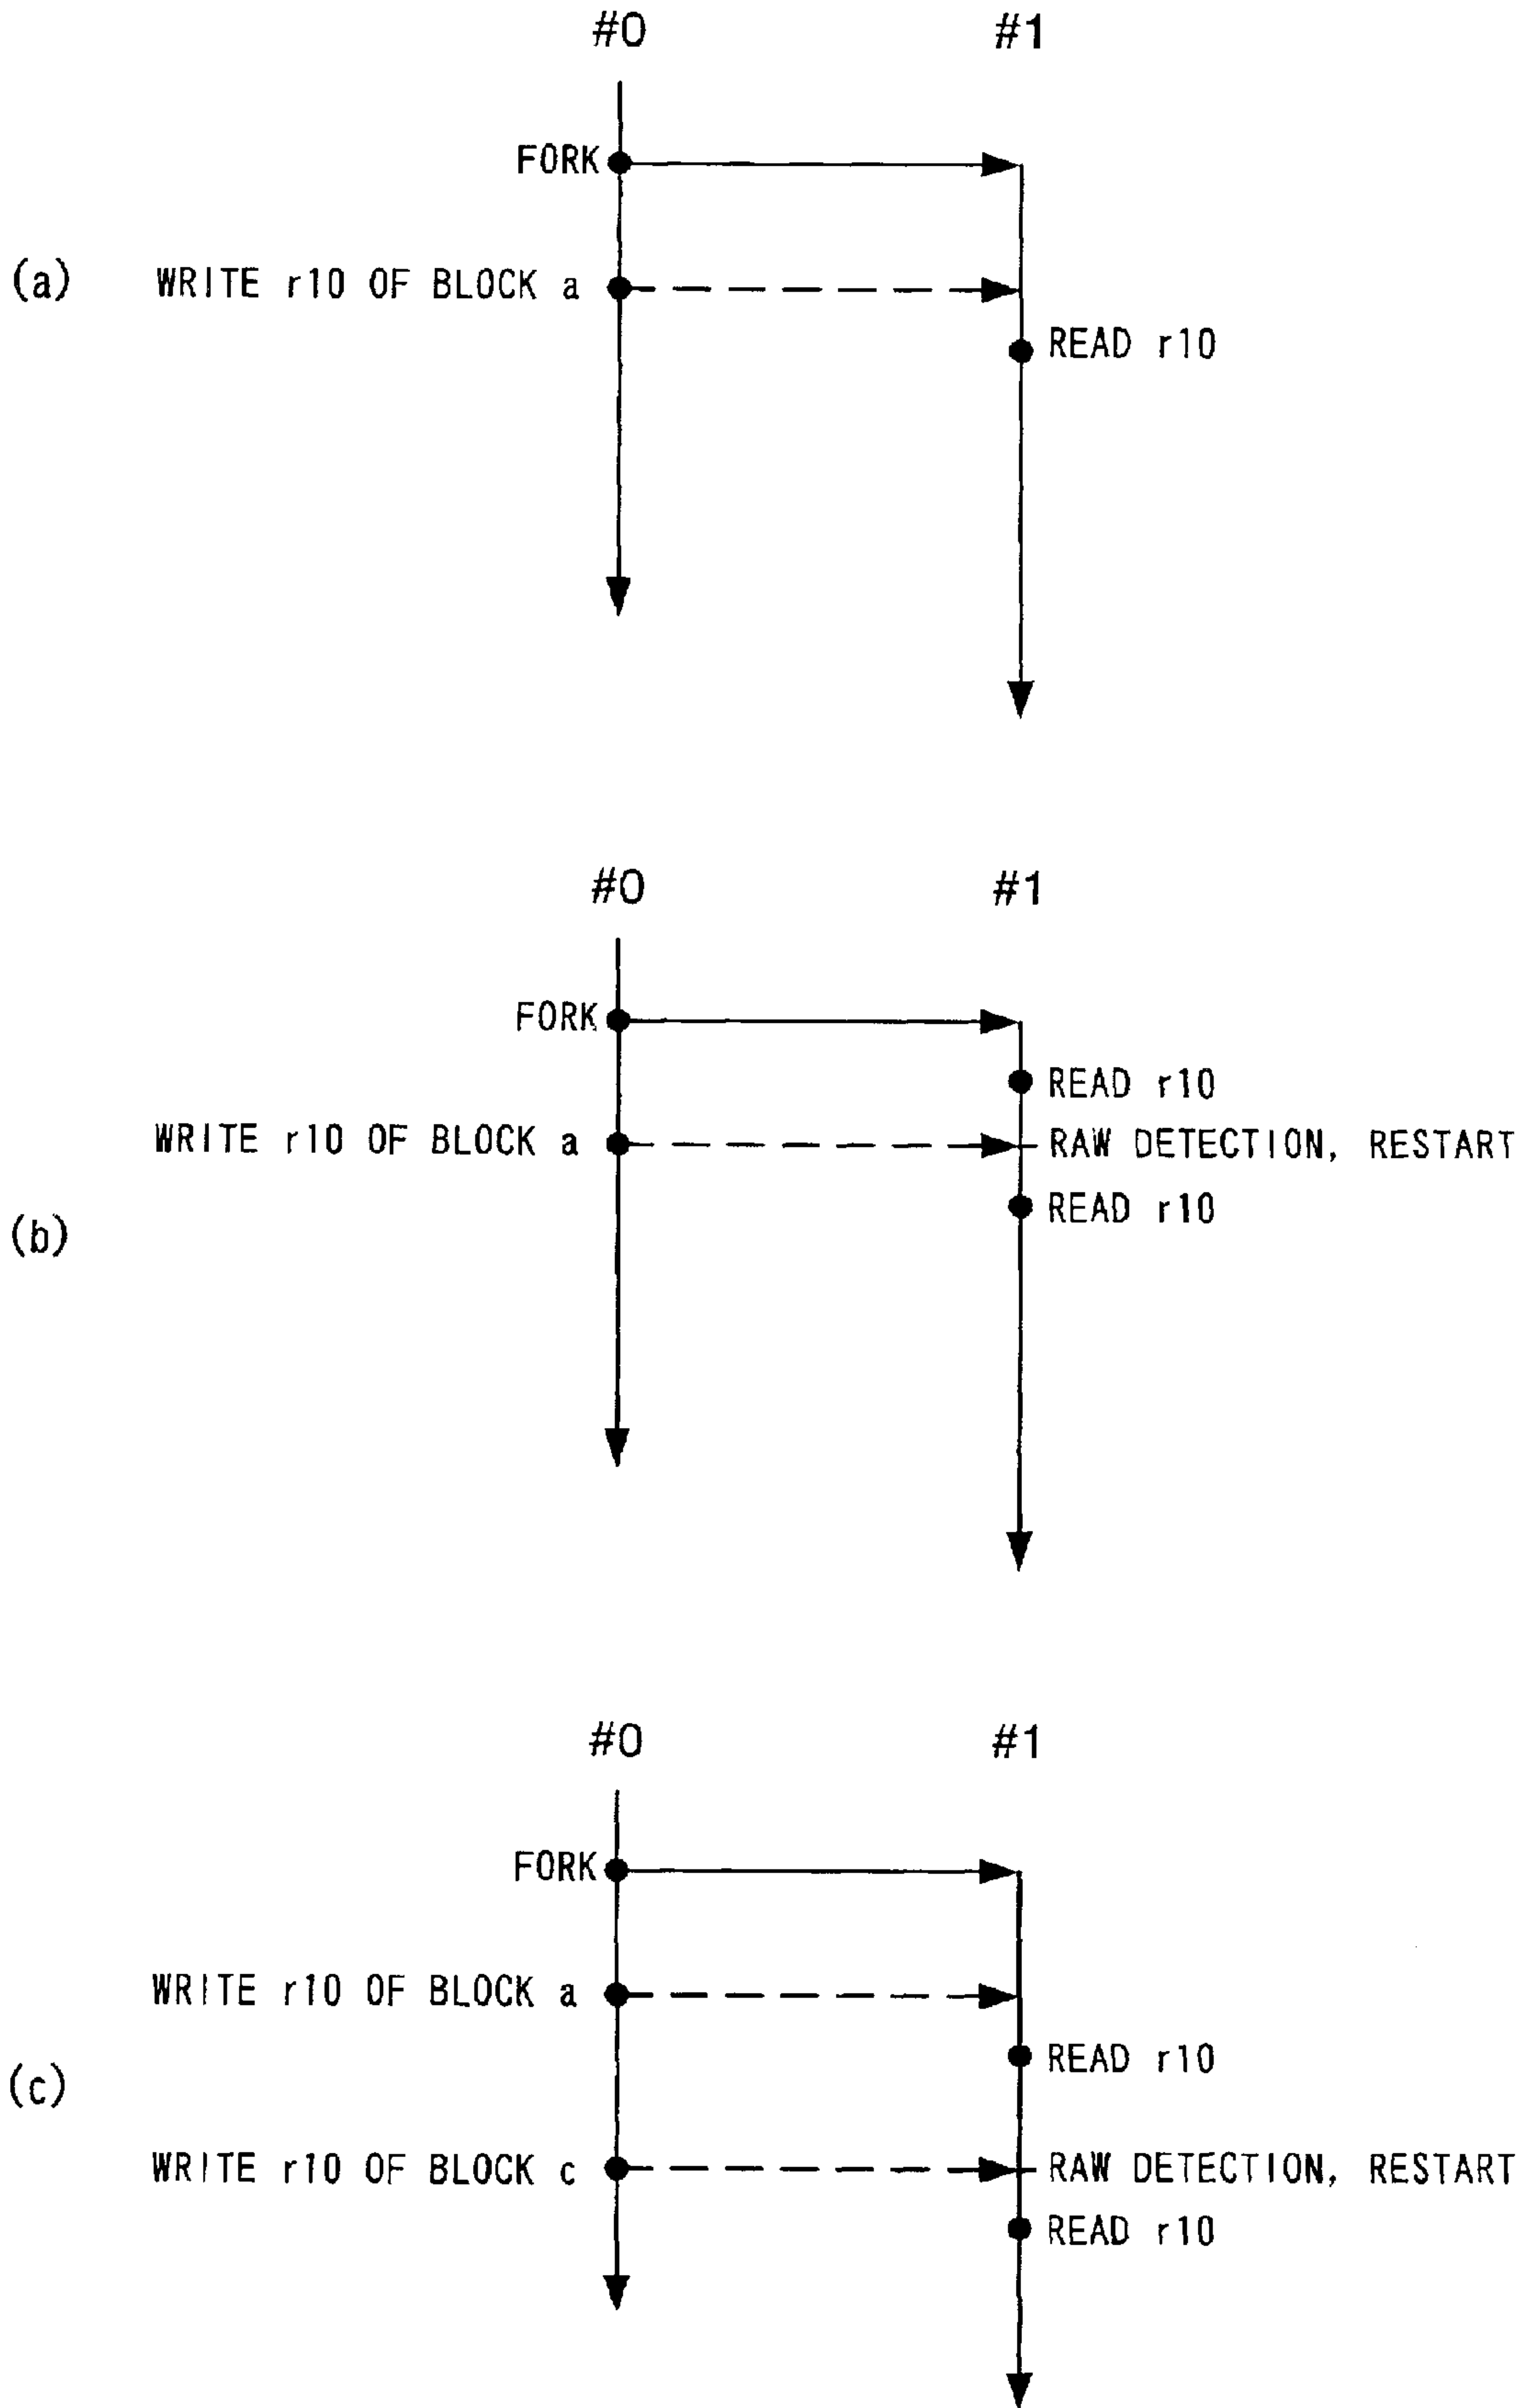 #0 #1
FORK
(a) WRITE r10 OF BLOCK a
READ r10
#0 #1
FORK
READ r10
WRITE r10 OF BLOCK a RAW DETECTION, RESTART
READ r10
(b)
#0 #1
FORK
WRITE r10 OF BLOCK a
READ r10
(c)
WRITE r10 OF BLOCK c RAW DETECTION, RESTART
READ r10